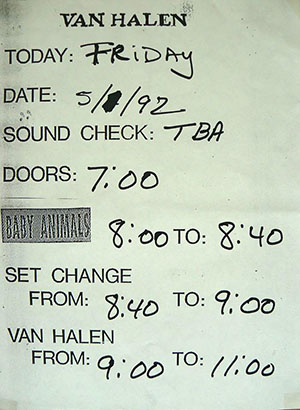 VAN HALEN
TODAY: FRiDAY
DATE: 5/1/92
SOUND CHECK: TBA
DOORS: 7:00
BABY ANIMALS 8:00 TO: 8:40
SET CHANGE
FROM: 8:40 TO: 9:00
VAN HALEN
FROM: 9:00 TO: 11:00